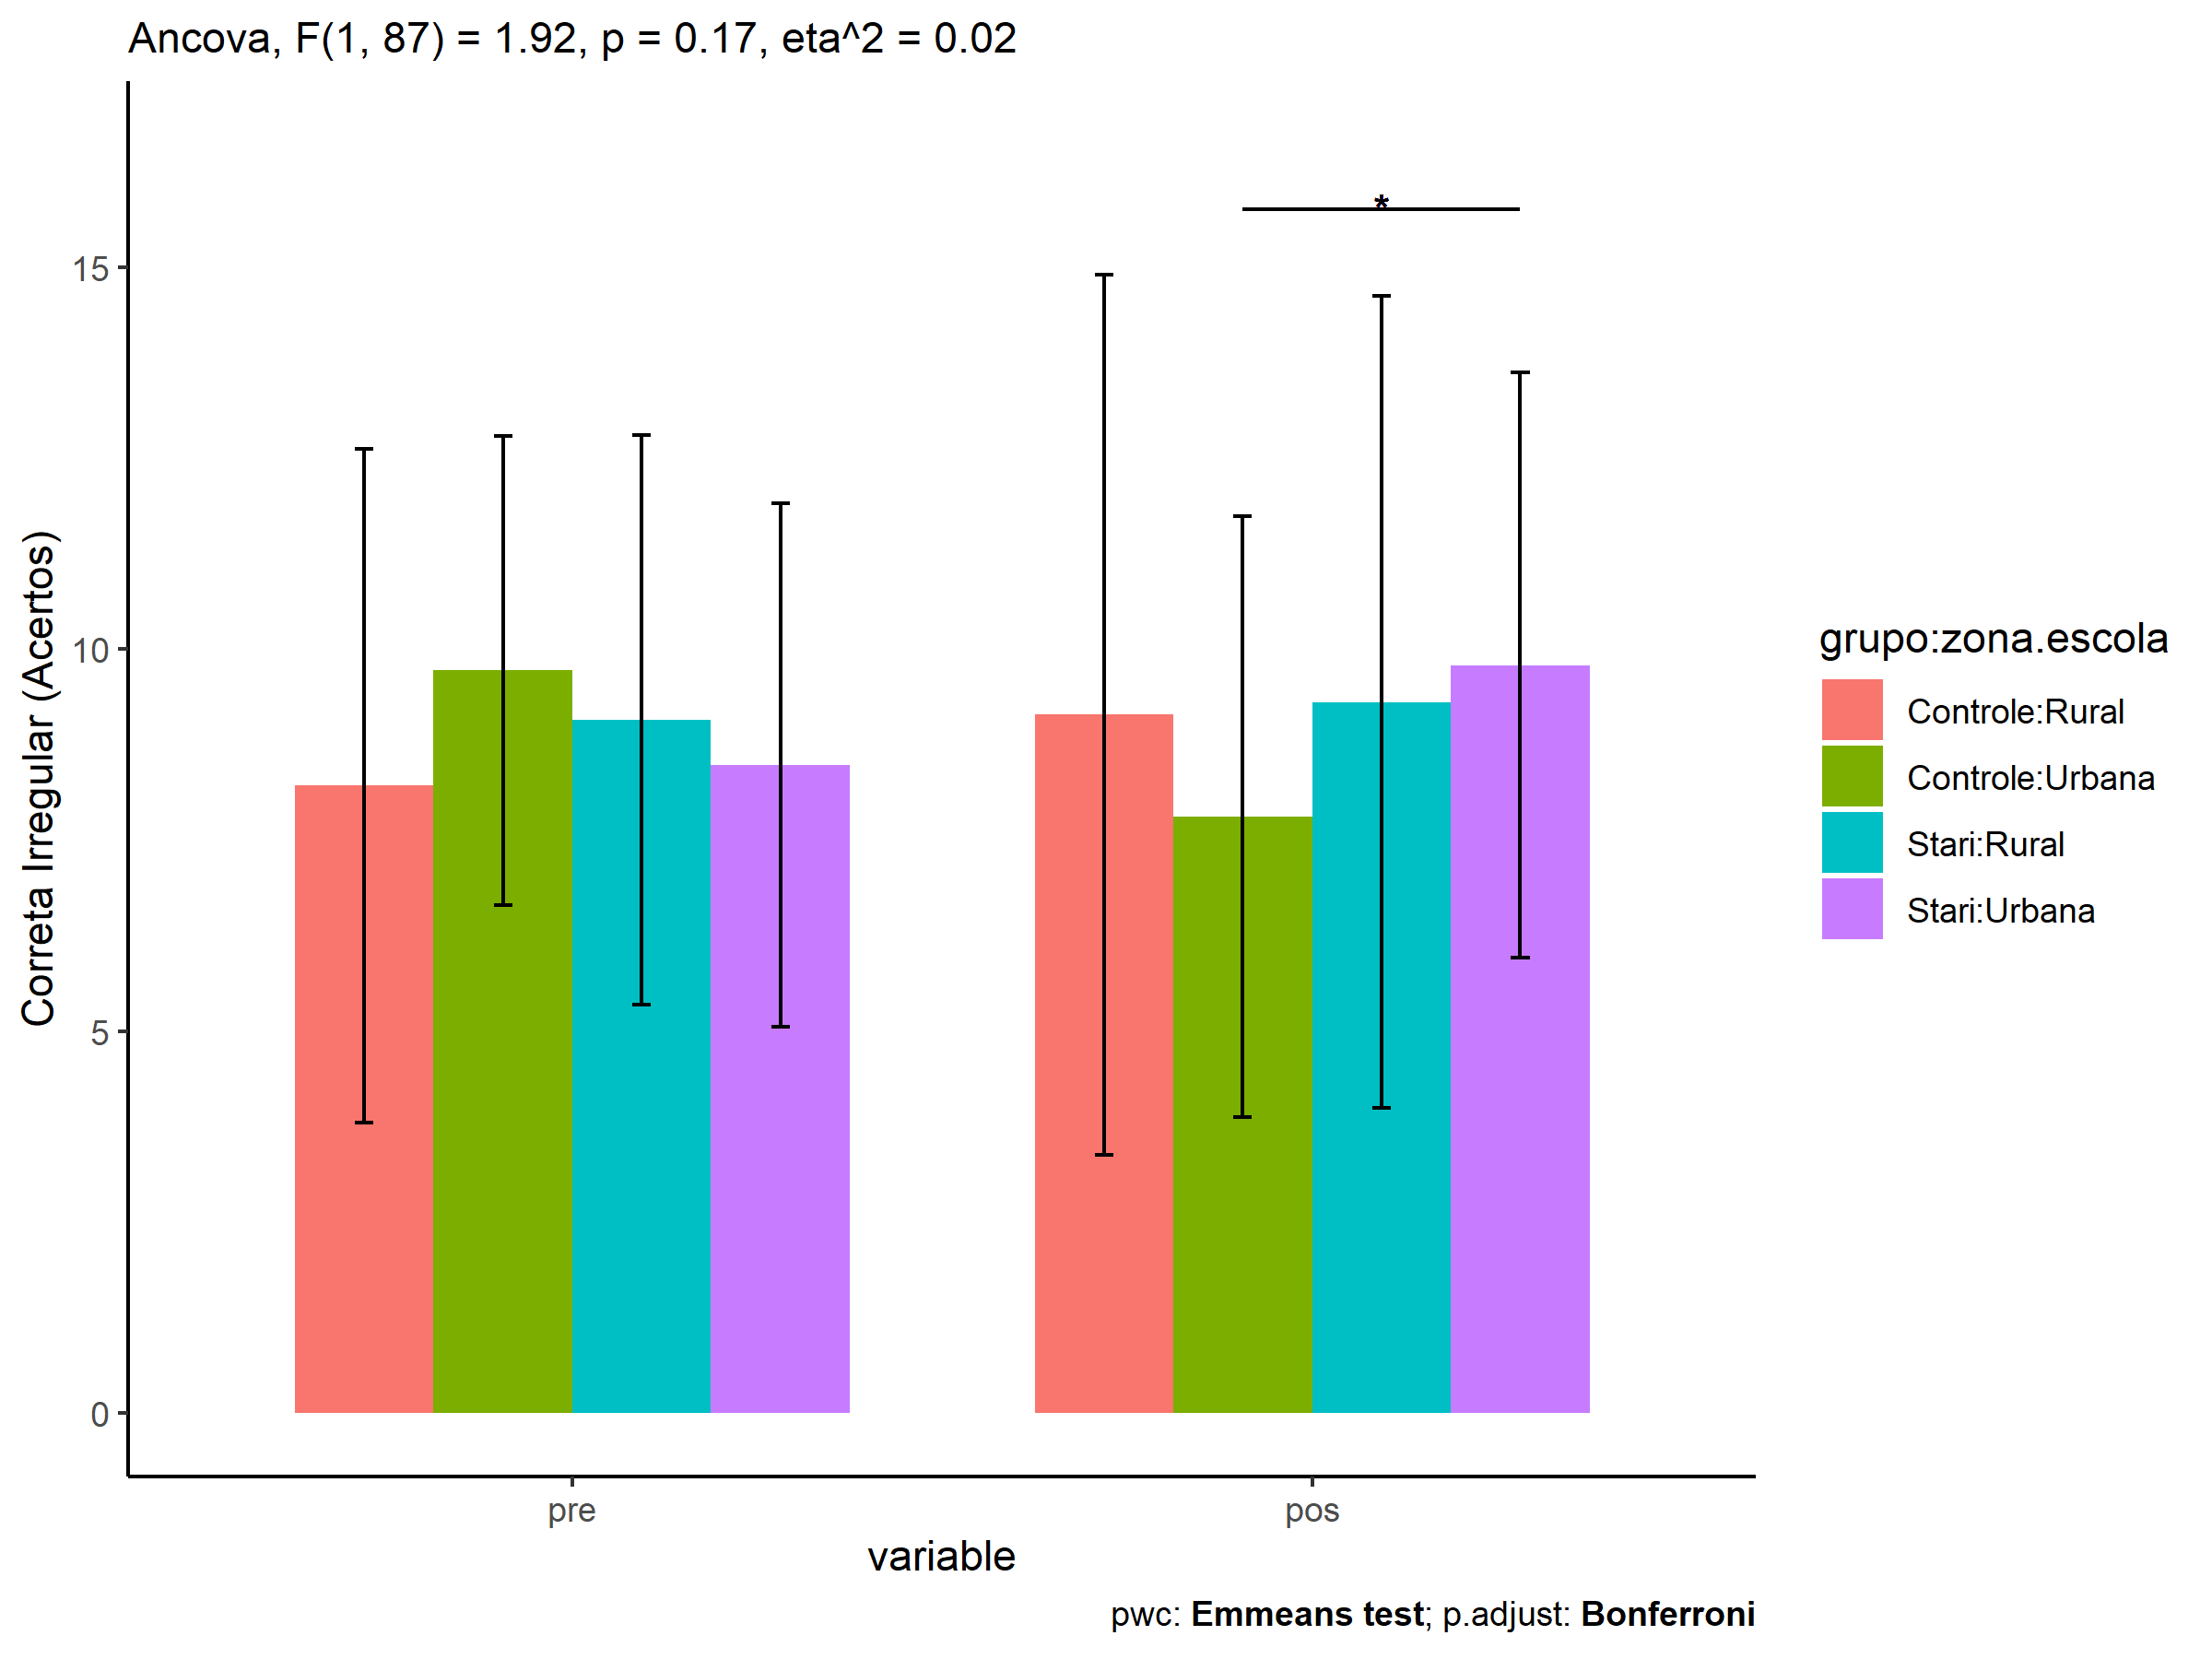 Ancova, F(1, 87) = 1.92, p = 0.17, eta^2 = 0.02
*
15
10
5
0
Correta Irregular (Acertos)
pre
pos
variable
grupo:zona.escola
Controle:Rural
Controle:Urbana
Stari:Rural
Stari:Urbana
pwc: Emmeans test; p.adjust: Bonferroni